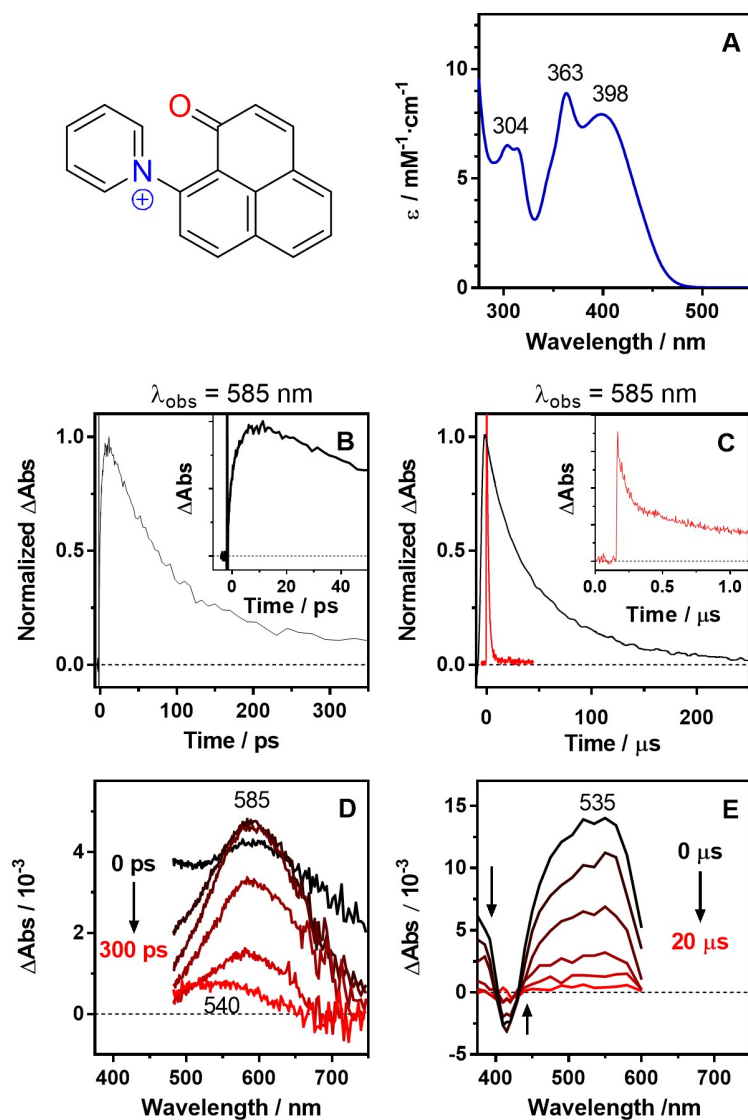 O
N
⊕
A
304
363
398
10
5
0
ε / mM⁻¹·cm⁻¹
300
400
500
Wavelength / nm
λobs = 585 nm
B
1.0
0.5
0.0
Normalized ΔAbs
ΔAbs
0
20
40
Time / ps
0
100
200
300
Time / ps
λobs = 585 nm
C
1.0
0.5
0.0
Normalized ΔAbs
ΔAbs
0.0
0.5
1.0
Time / μs
0
100
200
Time / μs
D
585
0 ps
300 ps
540
4
2
0
ΔAbs / 10⁻³
400
500
600
700
Wavelength / nm
E
535
0 μs
20 μs
15
10
5
0
-5
ΔAbs / 10⁻³
400
500
600
700
Wavelength / nm